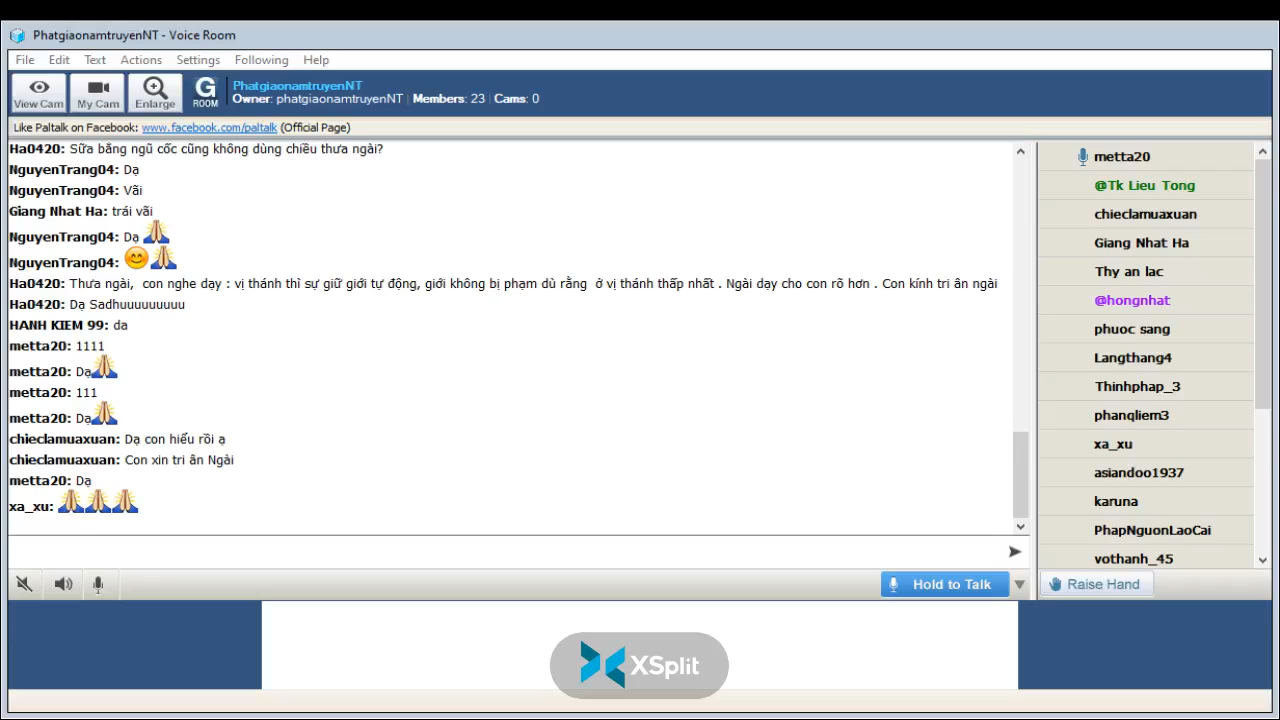 PhatgiaonamtruyenNT - Voice Room
File Edit Text Actions Settings Following Help
View Cam My Cam Enlarge G ROOM
PhatgiaonamtruyenNT
Owner: phatgiaonamtruyenNT | Members: 23 | Cams: 0
Like Paltalk on Facebook: www.facebook.com/paltalk (Official Page)
Ha0420: Sữa bắng ngũ cốc cũng không dùng chiều thưa ngài?
NguyenTrang04: Dạ
NguyenTrang04: Vãi
Giang Nhat Ha: trái vãi
NguyenTrang04: Dạ
NguyenTrang04:
Ha0420: Thưa ngài, con nghe dạy : vị thánh thì sự giữ giới tự động, giới không bị phạm dù rằng ở vị thánh thấp nhất . Ngài dạy cho con rõ hơn . Con kính tri ân ngài
Ha0420: Dạ Sadhuuuuuuuuu
HANH KIEM 99: da
metta20: 1111
metta20: Dạ
metta20: 111
metta20: Dạ
chieclamuaxuan: Dạ con hiểu rồi ạ
chieclamuaxuan: Con xin tri ân Ngài
metta20: Dạ
xa_xu:
metta20
@Tk Lieu Tong
chieclamuaxuan
Giang Nhat Ha
Thy an lac
@hongnhat
phuoc sang
Langthang4
Thinhphap_3
phanqliem3
xa_xu
asiandoo1937
karuna
PhapNguonLaoCai
vothanh_45
Hold to Talk
Raise Hand
XSplit